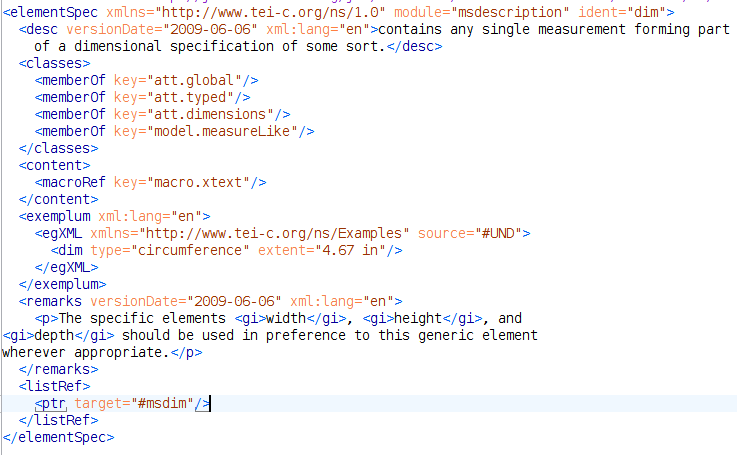 <elementSpec xmlns="http://www.tei-c.org/ns/1.0" module="msdescription" ident="dim">
  <desc versionDate="2009-06-06" xml:lang="en">contains any single measurement forming part
    of a dimensional specification of some sort.</desc>
  <classes>
    <memberOf key="att.global"/>
    <memberOf key="att.typed"/>
    <memberOf key="att.dimensions"/>
    <memberOf key="model.measureLike"/>
  </classes>
  <content>
    <macroRef key="macro.xtext"/>
  </content>
  <exemplum xml:lang="en">
    <egXML xmlns="http://www.tei-c.org/ns/Examples" source="#UND">
      <dim type="circumference" extent="4.67 in"/>
    </egXML>
  </exemplum>
  <remarks versionDate="2009-06-06" xml:lang="en">
    <p>The specific elements <gi>width</gi>, <gi>height</gi>, and
<gi>depth</gi> should be used in preference to this generic element
wherever appropriate.</p>
  </remarks>
  <listRef>
    <ptr target="#msdim"/>
  </listRef>
</elementSpec>